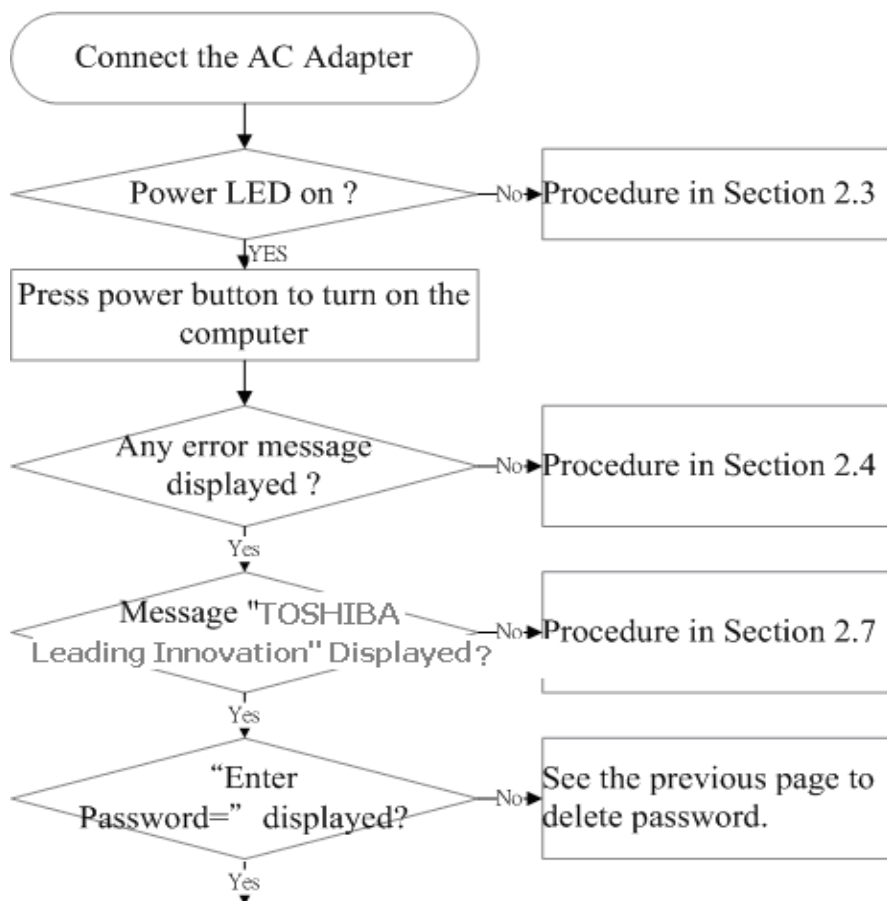 Connect the AC Adapter
Power LED on ?
No
Procedure in Section 2.3
YES
Press power button to turn on the
computer
Any error message
displayed ?
No
Procedure in Section 2.4
Yes
Message "TOSHIBA
Leading Innovation" Displayed?
No
Procedure in Section 2.7
Yes
“Enter
Password=” displayed?
No
See the previous page to
delete password.
Yes